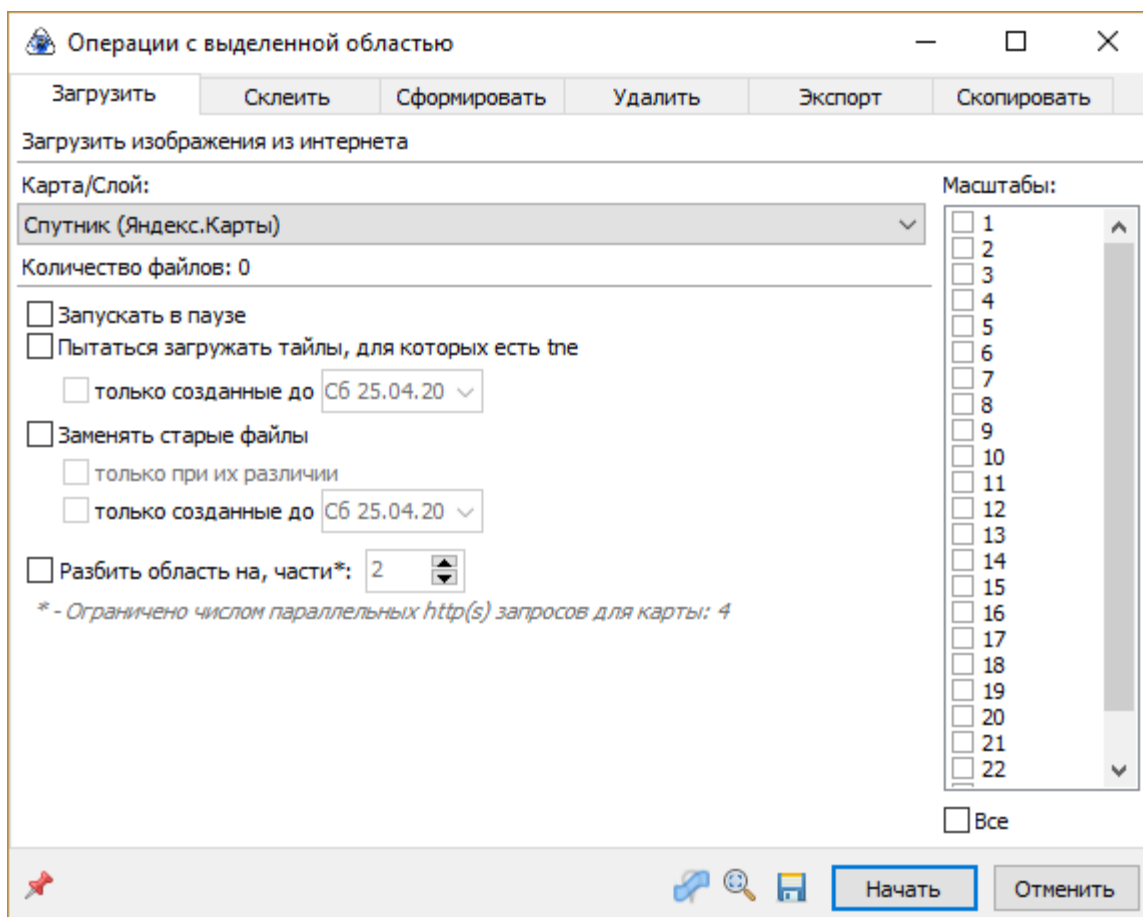 Операции с выделенной областью
Загрузить Склеить Сформировать Удалить Экспорт Скопировать
Загрузить изображения из интернета
Карта/Слой:
Спутник (Яндекс.Карты)
Количество файлов: 0
Запускать в паузе
Пытаться загружать тайлы, для которых есть tne
только созданные до Сб 25.04.20
Заменять старые файлы
только при их различии
только созданные до Сб 25.04.20
Разбить область на, части*: 2
* - Ограничено числом параллельных http(s) запросов для карты: 4
Масштабы:
1
2
3
4
5
6
7
8
9
10
11
12
13
14
15
16
17
18
19
20
21
22
Все
Начать Отменить